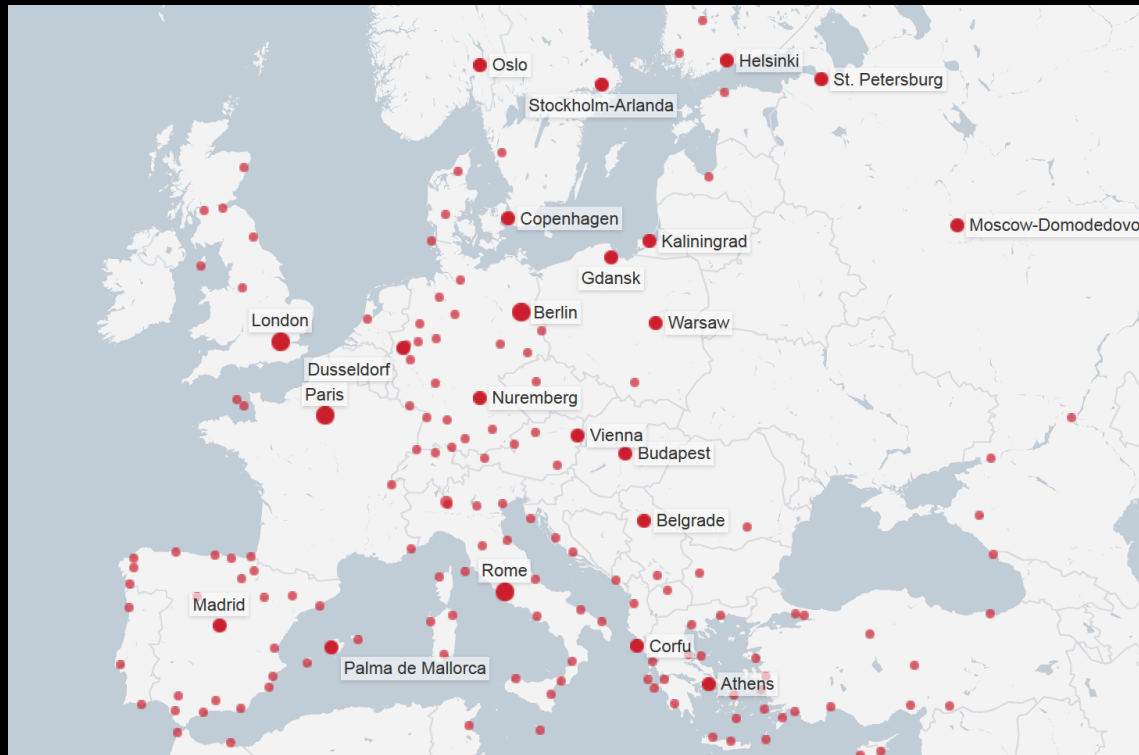 Oslo
Helsinki
St. Petersburg
Stockholm-Arlanda
Copenhagen
Moscow-Domodedovo
Kaliningrad
Gdansk
Berlin
London
Warsaw
Dusseldorf
Paris
Nuremberg
Vienna
Budapest
Belgrade
Rome
Madrid
Corfu
Palma de Mallorca
Athens